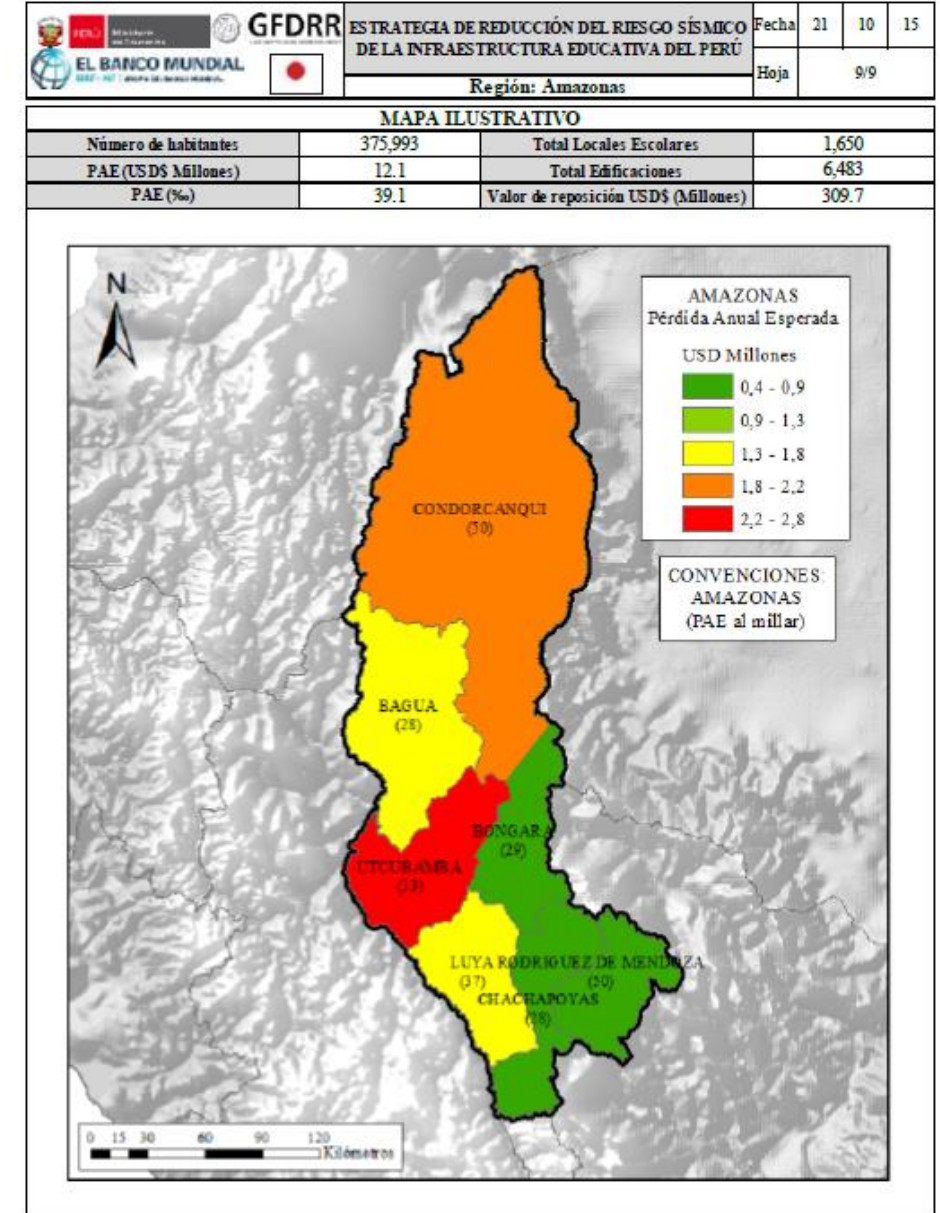 PERÚ
GFDRR
EL BANCO MUNDIAL
ESTRATEGIA DE REDUCCIÓN DEL RIESGO SÍSMICO
DE LA INFRAESTRUCTURA EDUCATIVA DEL PERÚ
Región: Amazonas
Fecha 21 10 15
Hoja 9/9
MAPA ILUSTRATIVO
Número de habitantes 375,993 Total Locales Escolares 1,650
PAE (USD$ Millones) 12.1 Total Edificaciones 6,483
PAE (‰) 39.1 Valor de reposición USD$ (Millones) 309.7
N
AMAZONAS
Pérdida Anual Esperada
USD Millones
0,4 - 0,9
0,9 - 1,3
1,3 - 1,8
1,8 - 2,2
2,2 - 2,8
CONVENCIONES:
AMAZONAS
(PAE al millar)
CONDORCANQUI
(50)
BAGUA
(28)
BONGARA
(29)
UTCUBAMBA
LUYA RODRIGUEZ DE MENDOZA
(37) (50)
CHACHAPOYAS
0 15 30 60 90 120
Kilómetros